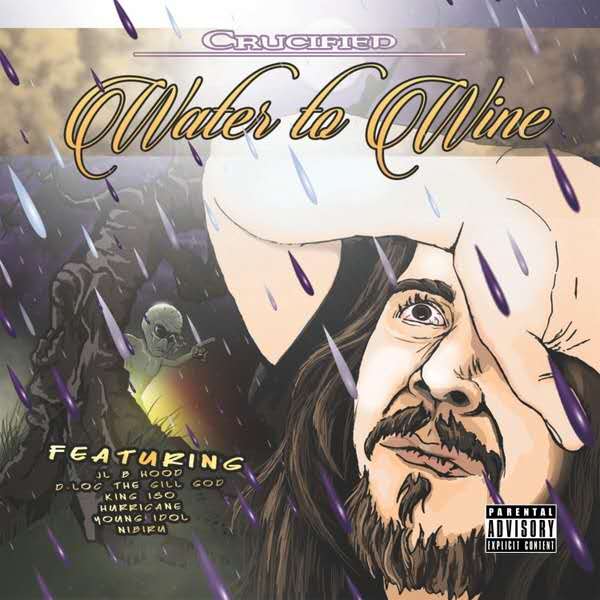 CRUCIFIED
Water to Wine
FEATURING
JL B HOOD
D-LOC THE GILL GOD
KING ISO
HURRICANE
YOUNG IDOL
NIBIRU
PARENTAL
ADVISORY
EXPLICIT CONTENT